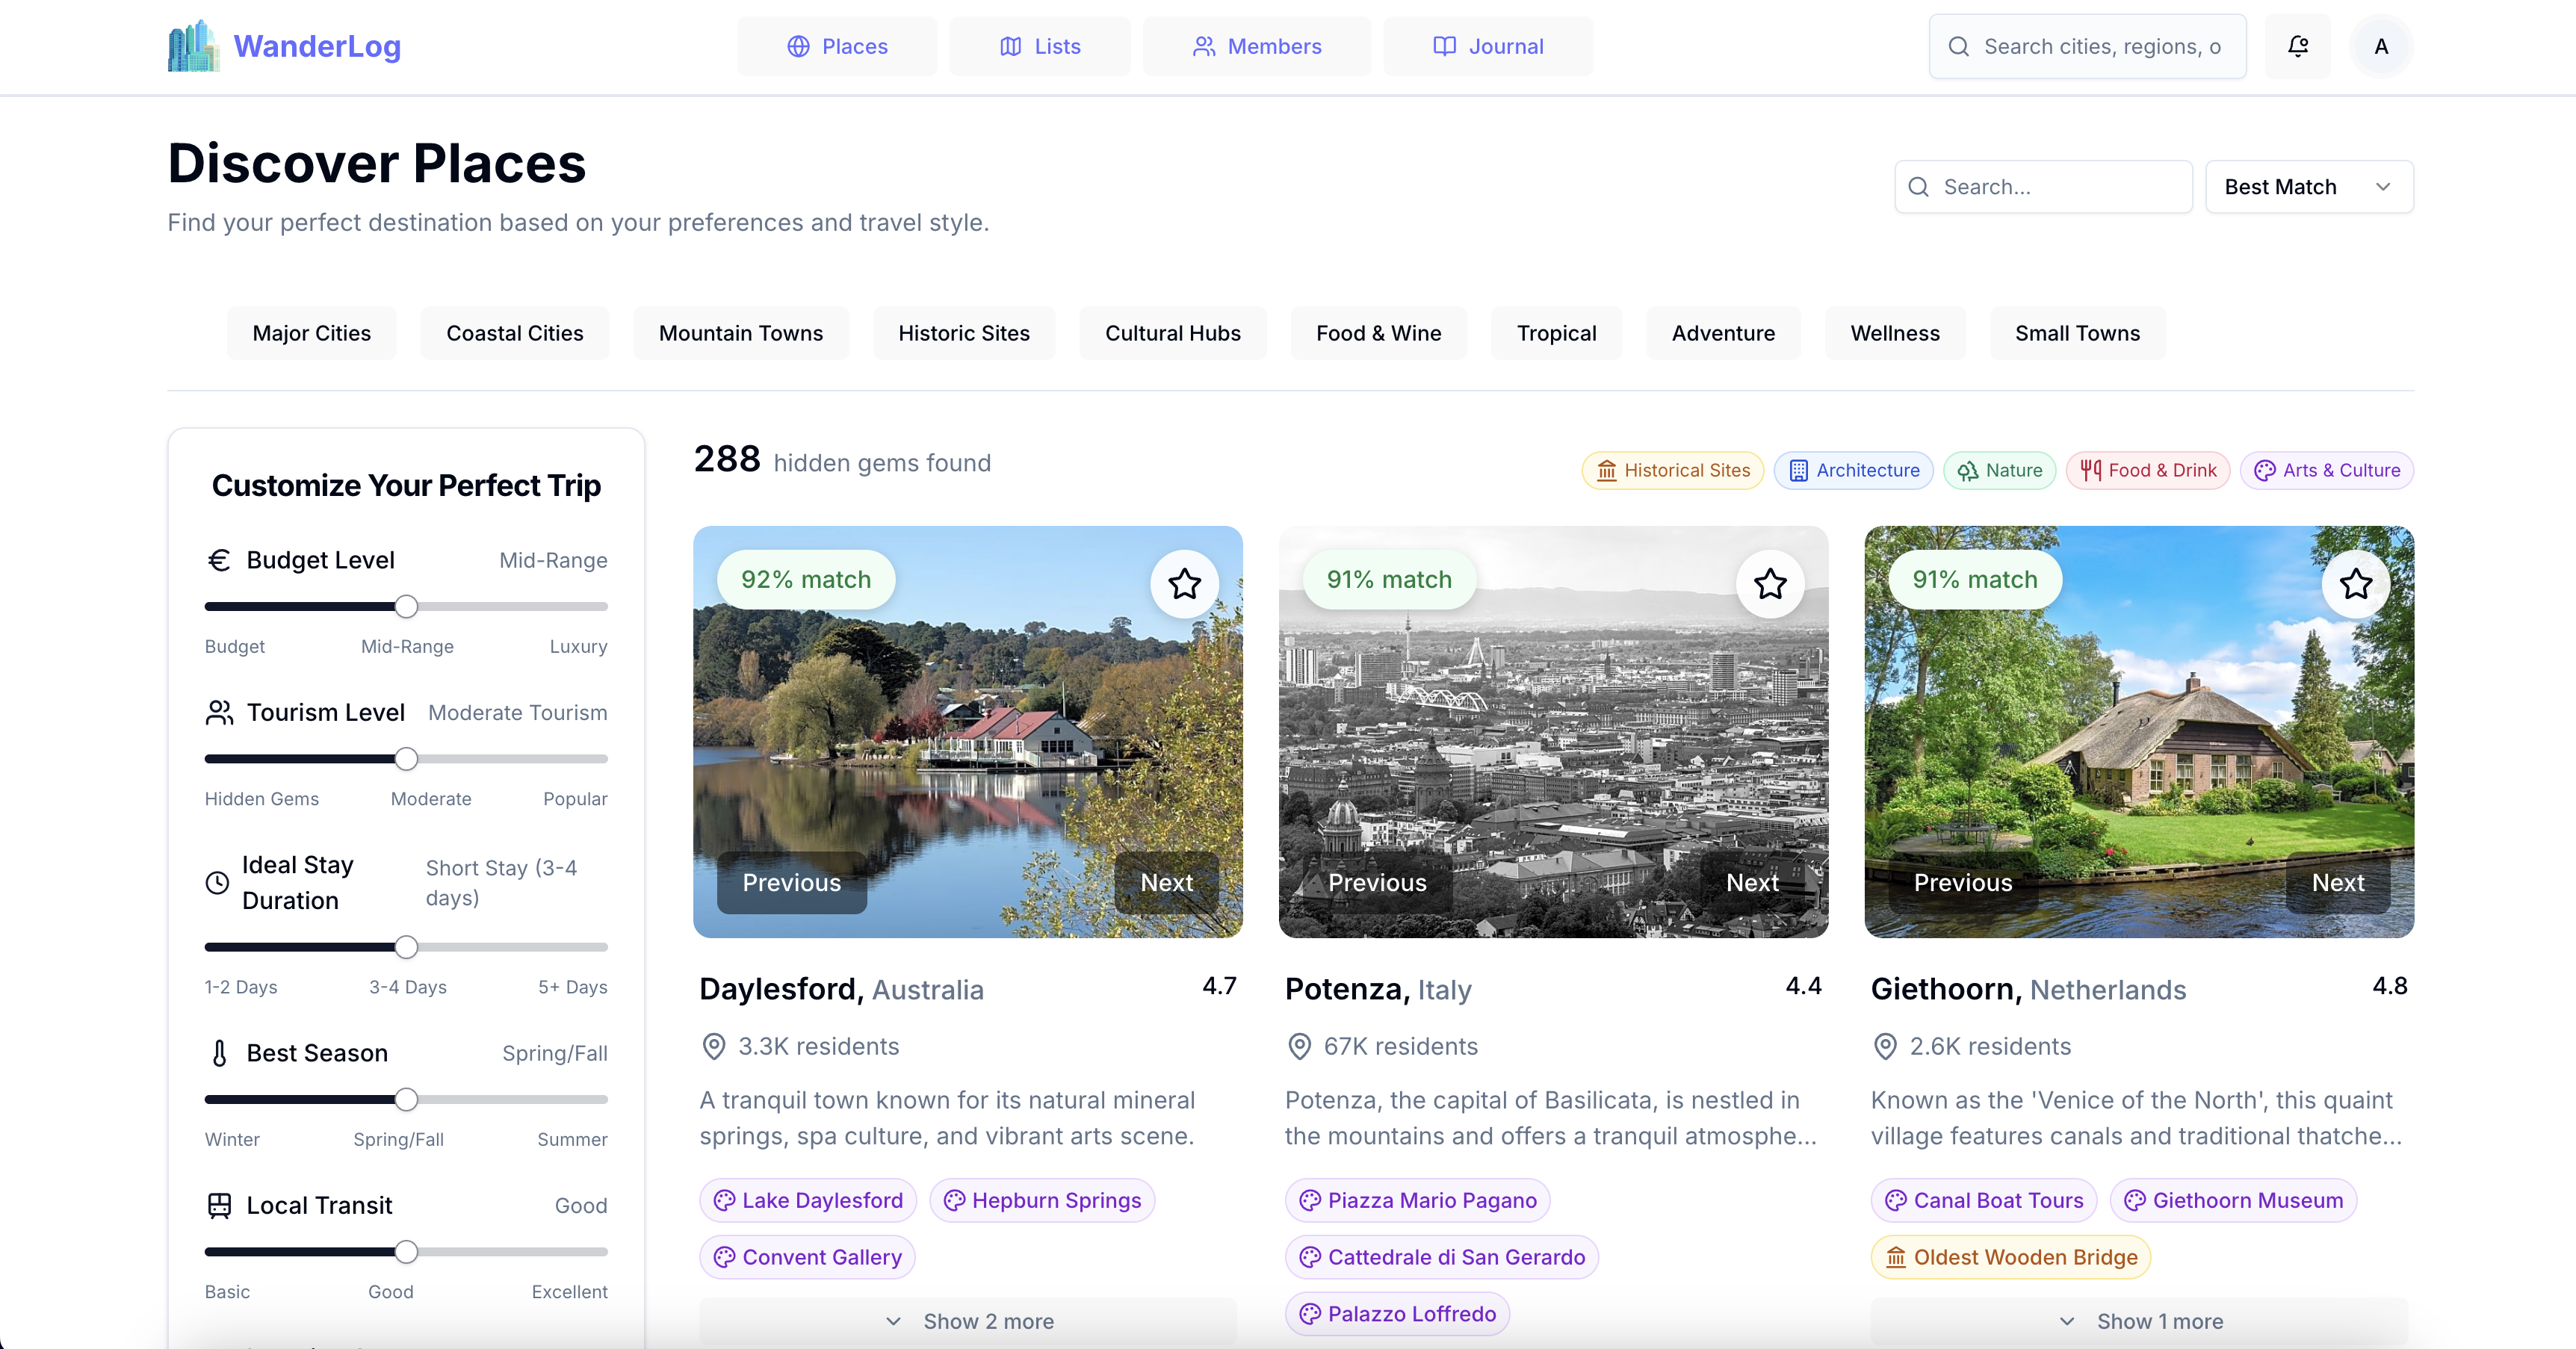 WanderLog
Places
Lists
Members
Journal
Search cities, regions, o
A
Discover Places
Find your perfect destination based on your preferences and travel style.
Search...
Best Match
Major Cities
Coastal Cities
Mountain Towns
Historic Sites
Cultural Hubs
Food & Wine
Tropical
Adventure
Wellness
Small Towns
Customize Your Perfect Trip
Budget Level
Mid-Range
Budget
Mid-Range
Luxury
Tourism Level
Moderate Tourism
Hidden Gems
Moderate
Popular
Ideal Stay
Duration
Short Stay (3-4
days)
1-2 Days
3-4 Days
5+ Days
Best Season
Spring/Fall
Winter
Spring/Fall
Summer
Local Transit
Good
Basic
Good
Excellent
288 hidden gems found
Historical Sites
Architecture
Nature
Food & Drink
Arts & Culture
92% match
Previous
Next
Daylesford, Australia
4.7
3.3K residents
A tranquil town known for its natural mineral
springs, spa culture, and vibrant arts scene.
Lake Daylesford
Hepburn Springs
Convent Gallery
Show 2 more
91% match
Previous
Next
Potenza, Italy
4.4
67K residents
Potenza, the capital of Basilicata, is nestled in
the mountains and offers a tranquil atmosphe...
Piazza Mario Pagano
Cattedrale di San Gerardo
Palazzo Loffredo
91% match
Previous
Next
Giethoorn, Netherlands
4.8
2.6K residents
Known as the 'Venice of the North', this quaint
village features canals and traditional thatche...
Canal Boat Tours
Giethoorn Museum
Oldest Wooden Bridge
Show 1 more